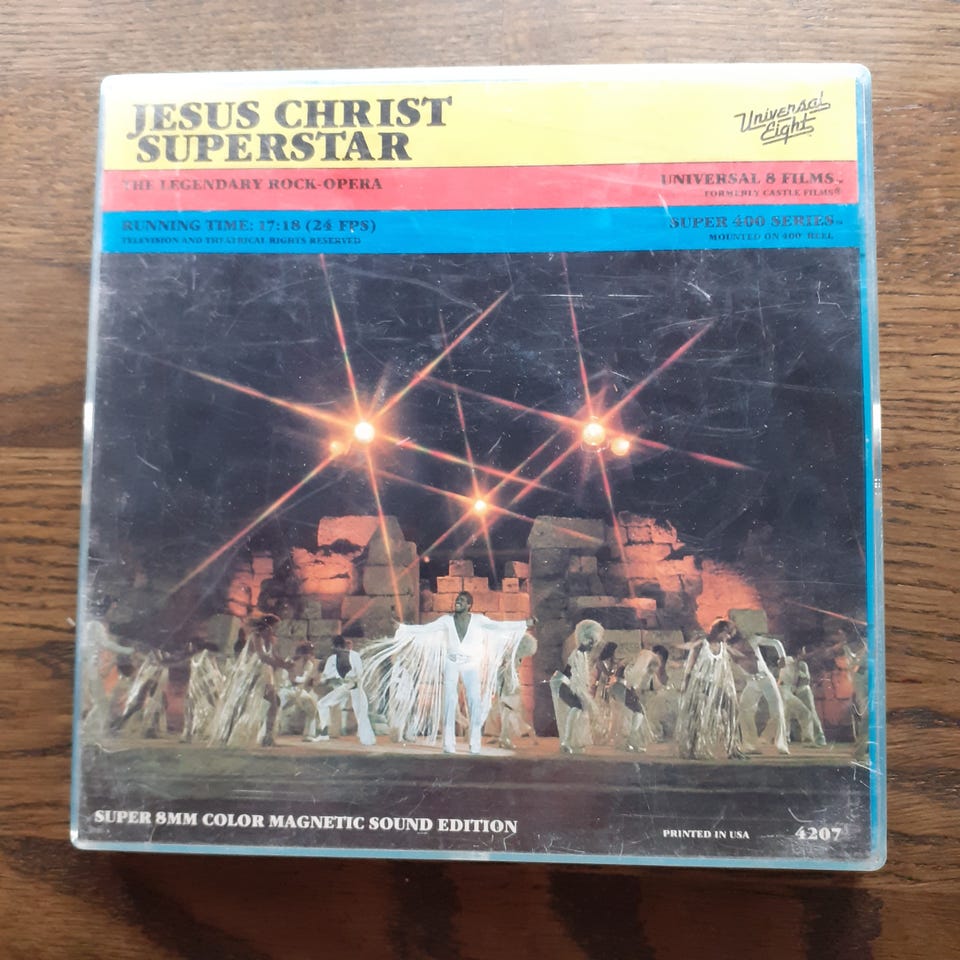 JESUS CHRIST
SUPERSTAR
Universal
Eight
THE LEGENDARY ROCK-OPERA
UNIVERSAL 8 FILMS™
FORMERLY CASTLE FILMS®
RUNNING TIME: 17:18 (24 FPS)
TELEVISION AND THEATRICAL RIGHTS RESERVED
SUPER 400 SERIES™
MOUNTED ON 400' REEL
SUPER 8MM COLOR MAGNETIC SOUND EDITION
PRINTED IN USA
4207